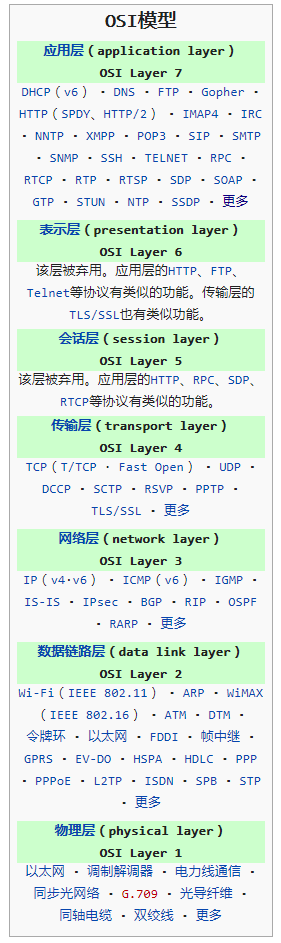 OSI模型
应用层(application layer)
OSI Layer 7
DHCP(v6) · DNS · FTP · Gopher ·
HTTP(SPDY、HTTP/2) · IMAP4 · IRC
· NNTP · XMPP · POP3 · SIP · SMTP
· SNMP · SSH · TELNET · RPC ·
RTCP · RTP · RTSP · SDP · SOAP ·
GTP · STUN · NTP · SSDP · 更多
表示层(presentation layer)
OSI Layer 6
该层被弃用。应用层的HTTP、FTP、
Telnet等协议有类似的功能。传输层的
TLS/SSL也有类似功能。
会话层(session layer)
OSI Layer 5
该层被弃用。应用层的HTTP、RPC、SDP、
RTCP等协议有类似的功能。
传输层(transport layer)
OSI Layer 4
TCP(T/TCP · Fast Open) · UDP ·
DCCP · SCTP · RSVP · PPTP ·
TLS/SSL · 更多
网络层(network layer)
OSI Layer 3
IP(v4·v6) · ICMP(v6) · IGMP ·
IS-IS · IPsec · BGP · RIP · OSPF
· RARP · 更多
数据链路层(data link layer)
OSI Layer 2
Wi-Fi(IEEE 802.11) · ARP · WiMAX
(IEEE 802.16) · ATM · DTM ·
令牌环 · 以太网 · FDDI · 帧中继 ·
GPRS · EV-DO · HSPA · HDLC · PPP
· PPPoE · L2TP · ISDN · SPB · STP
· 更多
物理层(physical layer)
OSI Layer 1
以太网 · 调制解调器 · 电力线通信 ·
同步光网络 · G.709 · 光导纤维 ·
同轴电缆 · 双绞线 · 更多